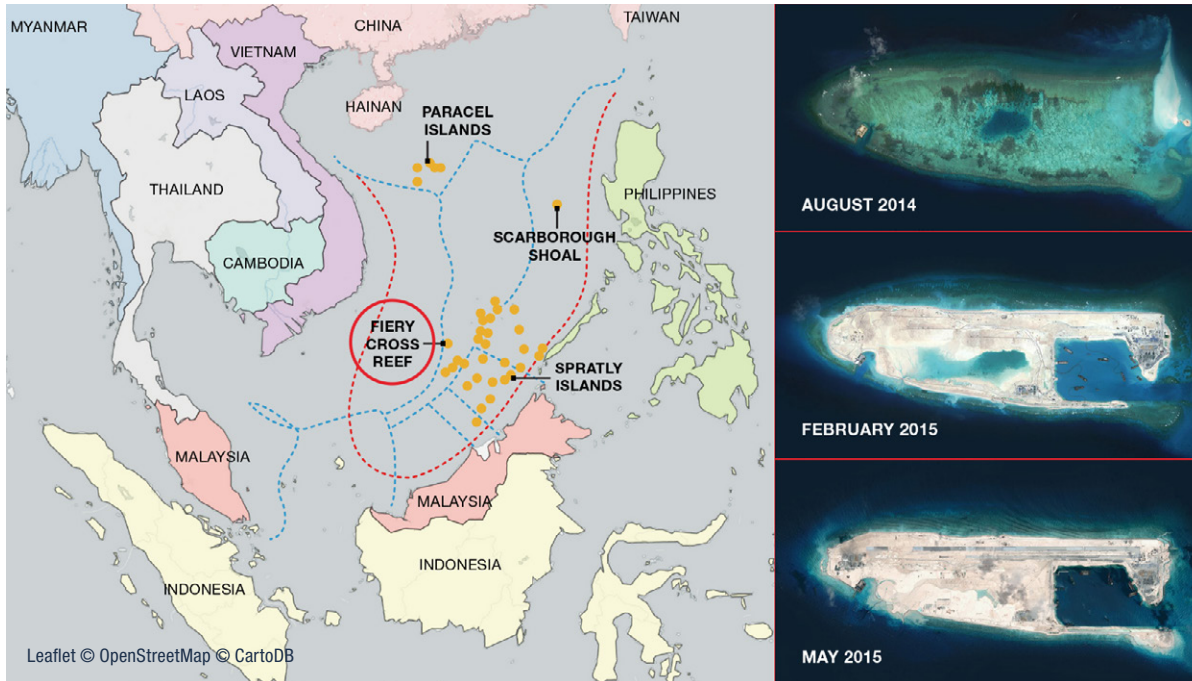 MYANMAR
CHINA
TAIWAN
VIETNAM
LAOS
HAINAN
PARACEL
ISLANDS
THAILAND
PHILIPPINES
SCARBOROUGH
SHOAL
CAMBODIA
FIERY
CROSS
REEF
SPRATLY
ISLANDS
MALAYSIA
MALAYSIA
INDONESIA
INDONESIA
Leaflet © OpenStreetMap © CartoDB
AUGUST 2014
FEBRUARY 2015
MAY 2015